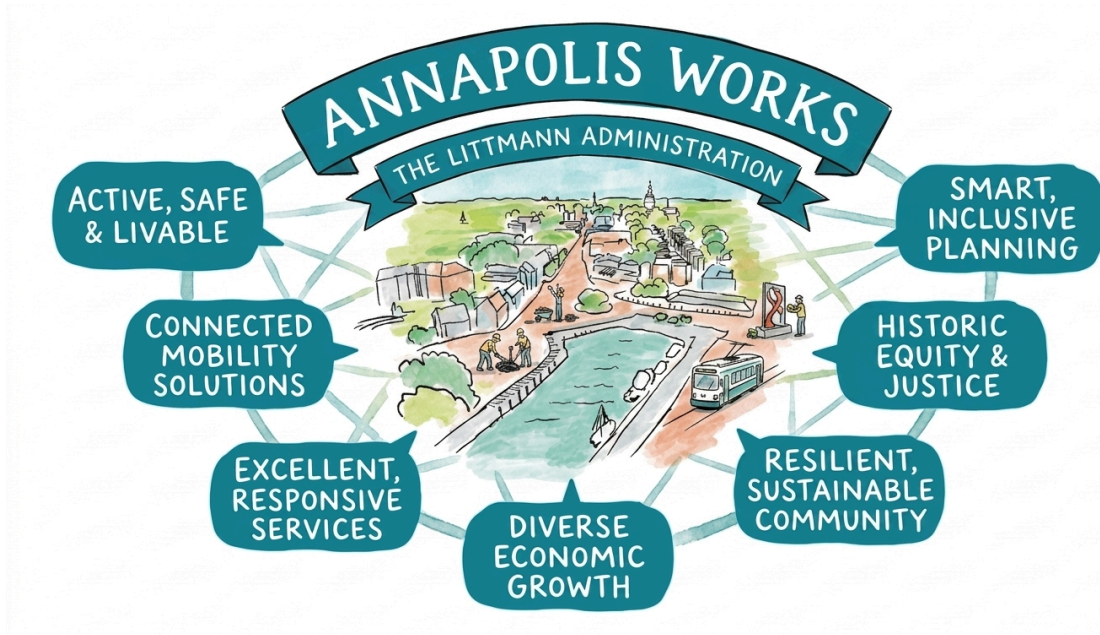 ANNAPOLIS WORKS
THE LITTMANN ADMINISTRATION
ACTIVE, SAFE
& LIVABLE
SMART,
INCLUSIVE
PLANNING
CONNECTED
MOBILITY
SOLUTIONS
HISTORIC
EQUITY &
JUSTICE
EXCELLENT,
RESPONSIVE
SERVICES
RESILIENT,
SUSTAINABLE
COMMUNITY
DIVERSE
ECONOMIC
GROWTH